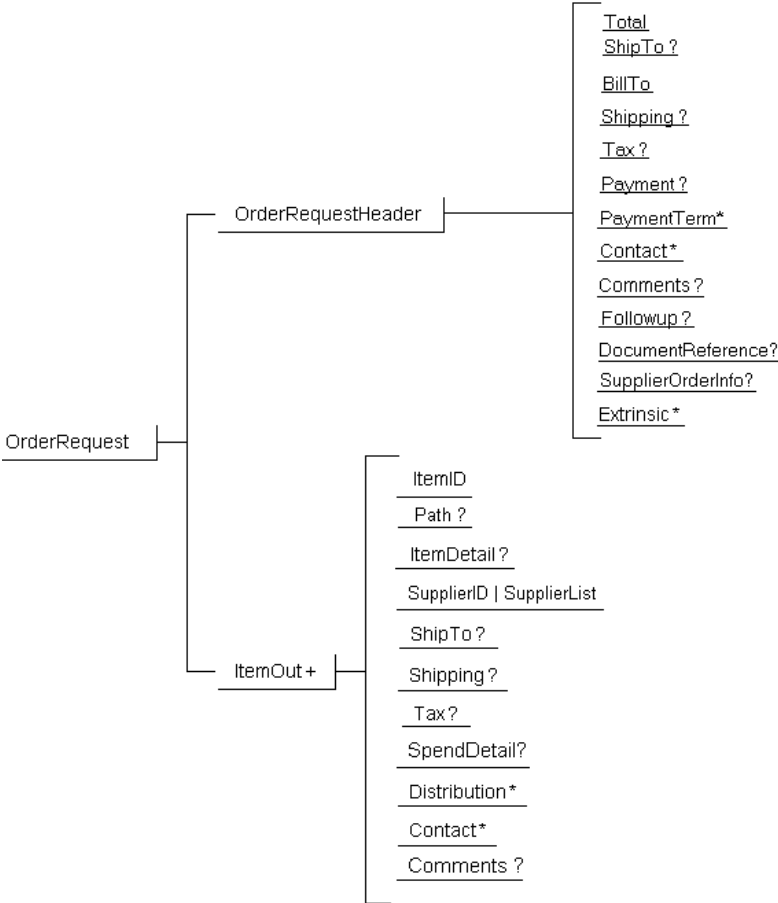 Total
ShipTo ?
BillTo
Shipping ?
Tax ?
Payment ?
OrderRequestHeader
PaymentTerm*
Contact*
Comments ?
Followup ?
DocumentReference?
SupplierOrderInfo?
Extrinsic *
OrderRequest
ItemID
Path ?
ItemDetail ?
SupplierID | SupplierList
ShipTo ?
ItemOut +
Shipping ?
Tax ?
SpendDetail?
Distribution *
Contact *
Comments ?